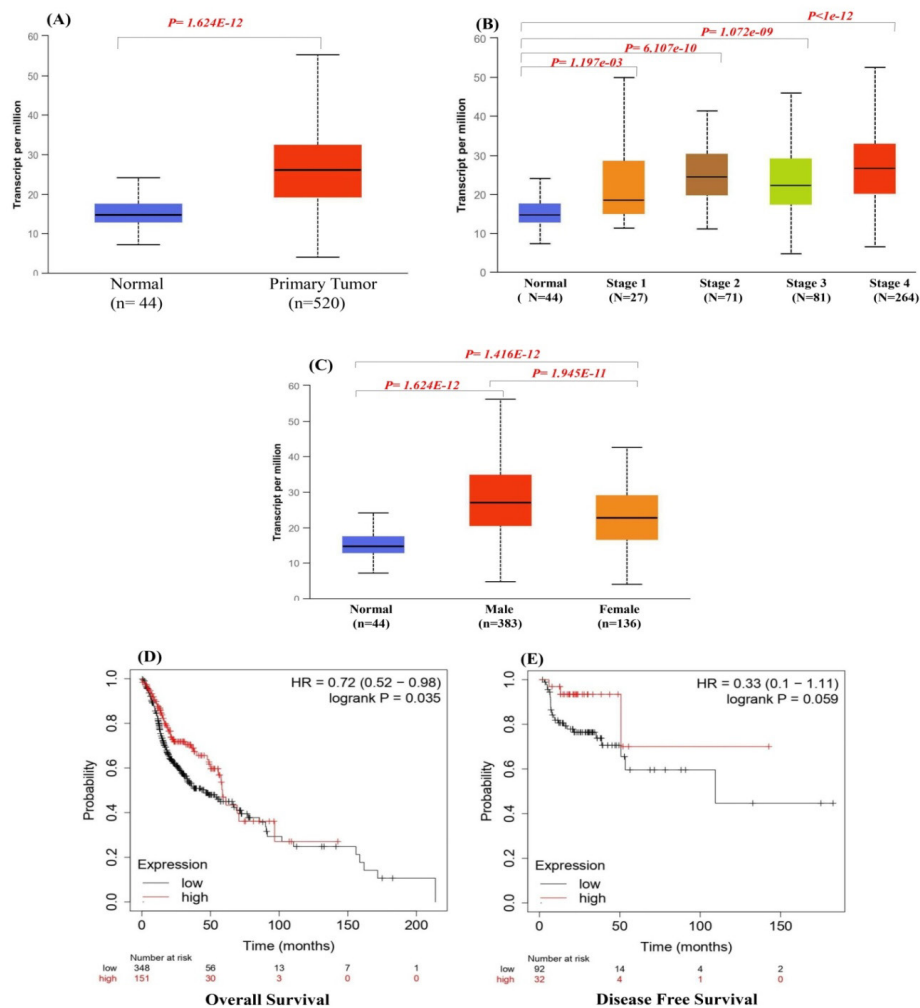 (A)
P= 1.624E-12
Transcript per million
60
50
40
30
20
10
0
Normal
(n= 44)
Primary Tumor
(n=520)
(B)
P<1e-12
P= 1.072e-09
P= 6.107e-10
P= 1.197e-03
Transcript per million
60
50
40
30
20
10
0
Normal
( N=44)
Stage 1
(N=27)
Stage 2
(N=71)
Stage 3
(N=81)
Stage 4
(N=264)
(C)
P= 1.416E-12
P= 1.624E-12
P= 1.945E-11
Transcript per million
60
50
40
30
20
10
0
Normal
(n=44)
Male
(n=383)
Female
(n=136)
(D)
HR = 0.72 (0.52 − 0.98)
logrank P = 0.035
Probability
1.0
0.8
0.6
0.4
0.2
0.0
Expression
low
high
0 50 100 150 200
Time (months)
Number at risk
low 348 56 13 7 1
high 151 30 3 0 0
Overall Survival
(E)
HR = 0.33 (0.1 − 1.11)
logrank P = 0.059
Probability
1.0
0.8
0.6
0.4
0.2
0.0
Expression
low
high
0 50 100 150
Time (months)
Number at risk
low 92 14 4 2
high 32 4 1 0
Disease Free Survival